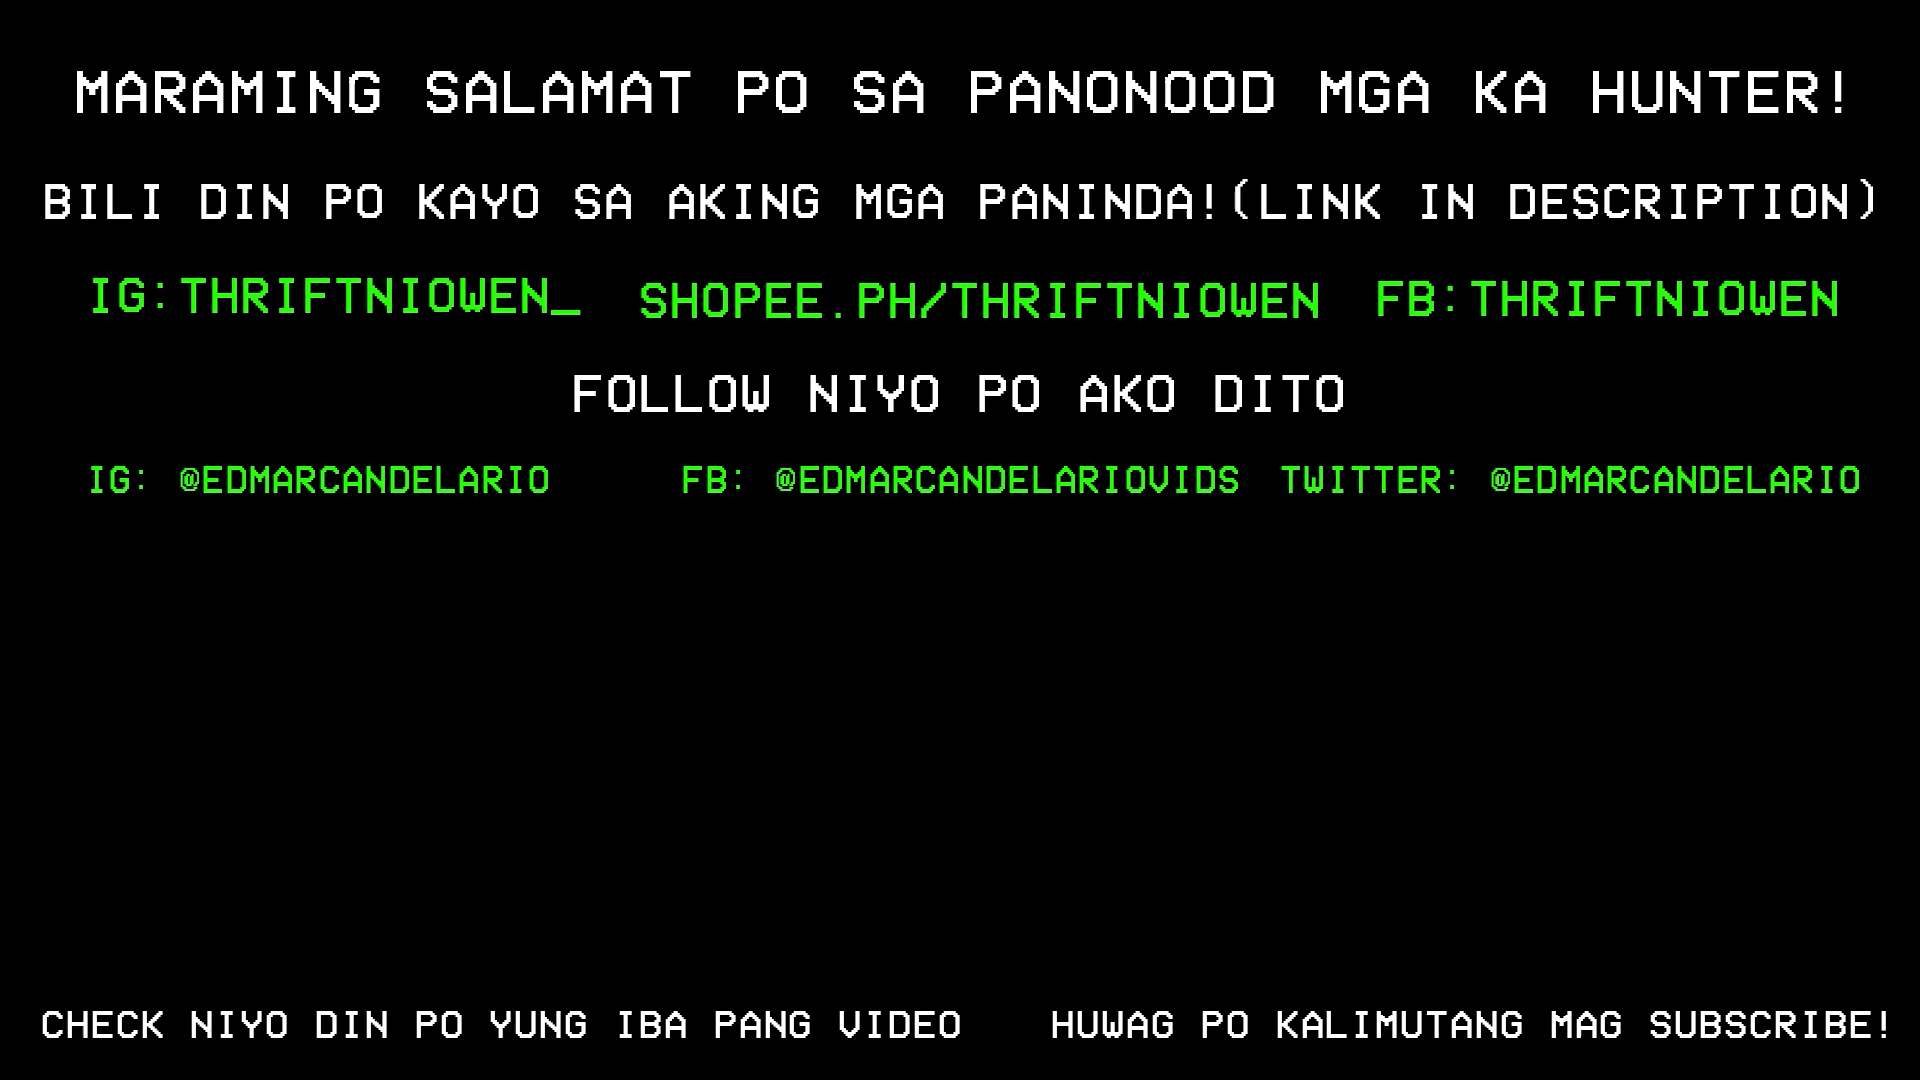 MARAMING SALAMAT PO SA PANONOOD MGA KA HUNTER!
BILI DIN PO KAYO SA AKING MGA PANINDA!(LINK IN DESCRIPTION)
IG:THRIFTNIOWEN_ SHOPEE.PH/THRIFTNIOWEN FB:THRIFTNIOWEN
FOLLOW NIYO PO AKO DITO
IG: @EDMARCANDELARIO FB: @EDMARCANDELARIOVIDS TWITTER: @EDMARCANDELARIO
CHECK NIYO DIN PO YUNG IBA PANG VIDEO HUWAG PO KALIMUTANG MAG SUBSCRIBE!